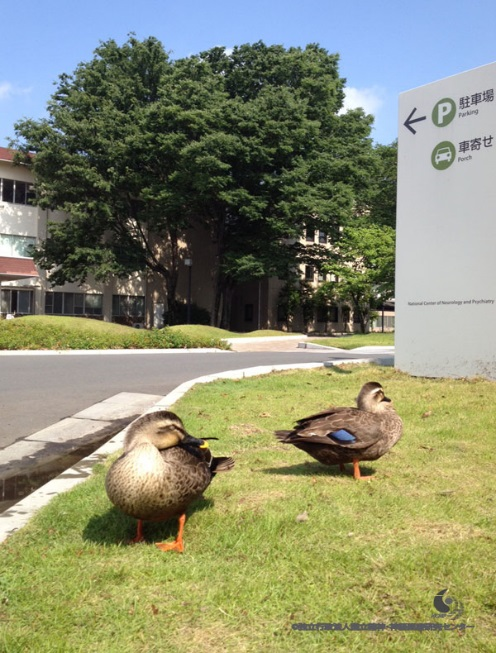 駐車場
Parking
車寄せ
Porch
National Center of Neurology and Psychiatry